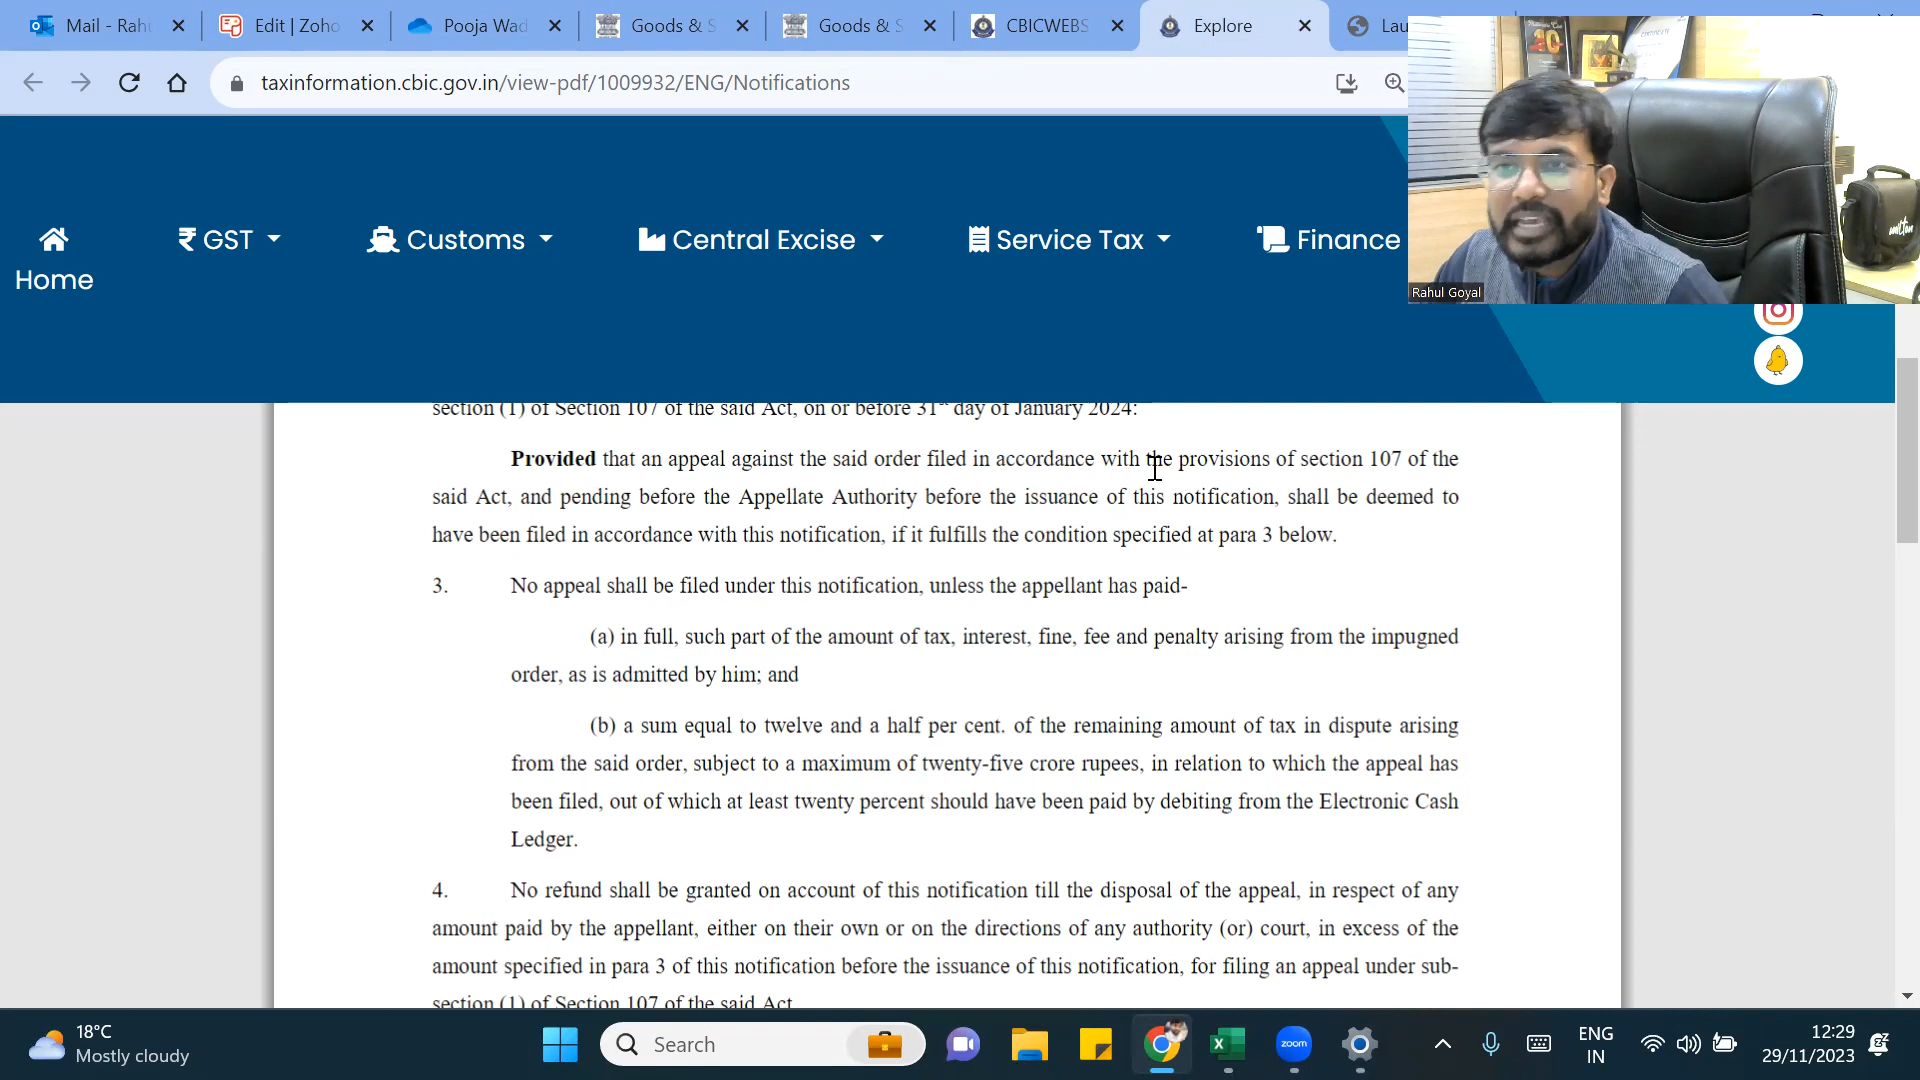 Mail - Rahu
Edit | Zoho
Pooja Wad
Goods & S
Goods & S
CBICWEBS
Explore
Lau
taxinformation.cbic.gov.in/view-pdf/1009932/ENG/Notifications
Home
GST
Customs
Central Excise
Service Tax
Finance
Rahul Goyal
section (1) of Section 107 of the said Act, on or before 31st day of January 2024:
Provided that an appeal against the said order filed in accordance with the provisions of section 107 of the
said Act, and pending before the Appellate Authority before the issuance of this notification, shall be deemed to
have been filed in accordance with this notification, if it fulfills the condition specified at para 3 below.
3. No appeal shall be filed under this notification, unless the appellant has paid-
(a) in full, such part of the amount of tax, interest, fine, fee and penalty arising from the impugned
order, as is admitted by him; and
(b) a sum equal to twelve and a half per cent. of the remaining amount of tax in dispute arising
from the said order, subject to a maximum of twenty-five crore rupees, in relation to which the appeal has
been filed, out of which at least twenty percent should have been paid by debiting from the Electronic Cash
Ledger.
4. No refund shall be granted on account of this notification till the disposal of the appeal, in respect of any
amount paid by the appellant, either on their own or on the directions of any authority (or) court, in excess of the
amount specified in para 3 of this notification before the issuance of this notification, for filing an appeal under sub-
section (1) of Section 107 of the said Act.
18°C
Mostly cloudy
Search
zoom
ENG
IN
12:29
29/11/2023